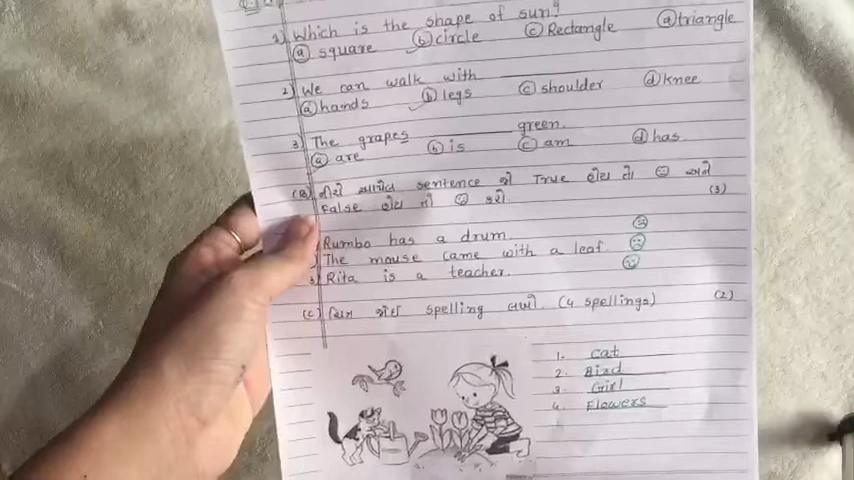 1) Which is the shape of sun?
(a) square (b) circle (c) Rectangle (a) triangle
2) We can walk with ________
(a) hands (b) legs (c) shoulder (d) knee
3) The grapes ________ green.
(a) are (b) is (c) am (d) has
(B) નીચે આપેલ sentence જો True હોય તો ☺ અને
False હોય તો ☹ કરો (3)
Rumbo has a drum. ☹
The mouse came with a leaf. ☹
3) Rita is a teacher. ☺
(C) ચિત્ર જોઈ spelling લખો. (4 spellings) (2)
1. Cat
2. Bird
3. Girl
4. Flowers